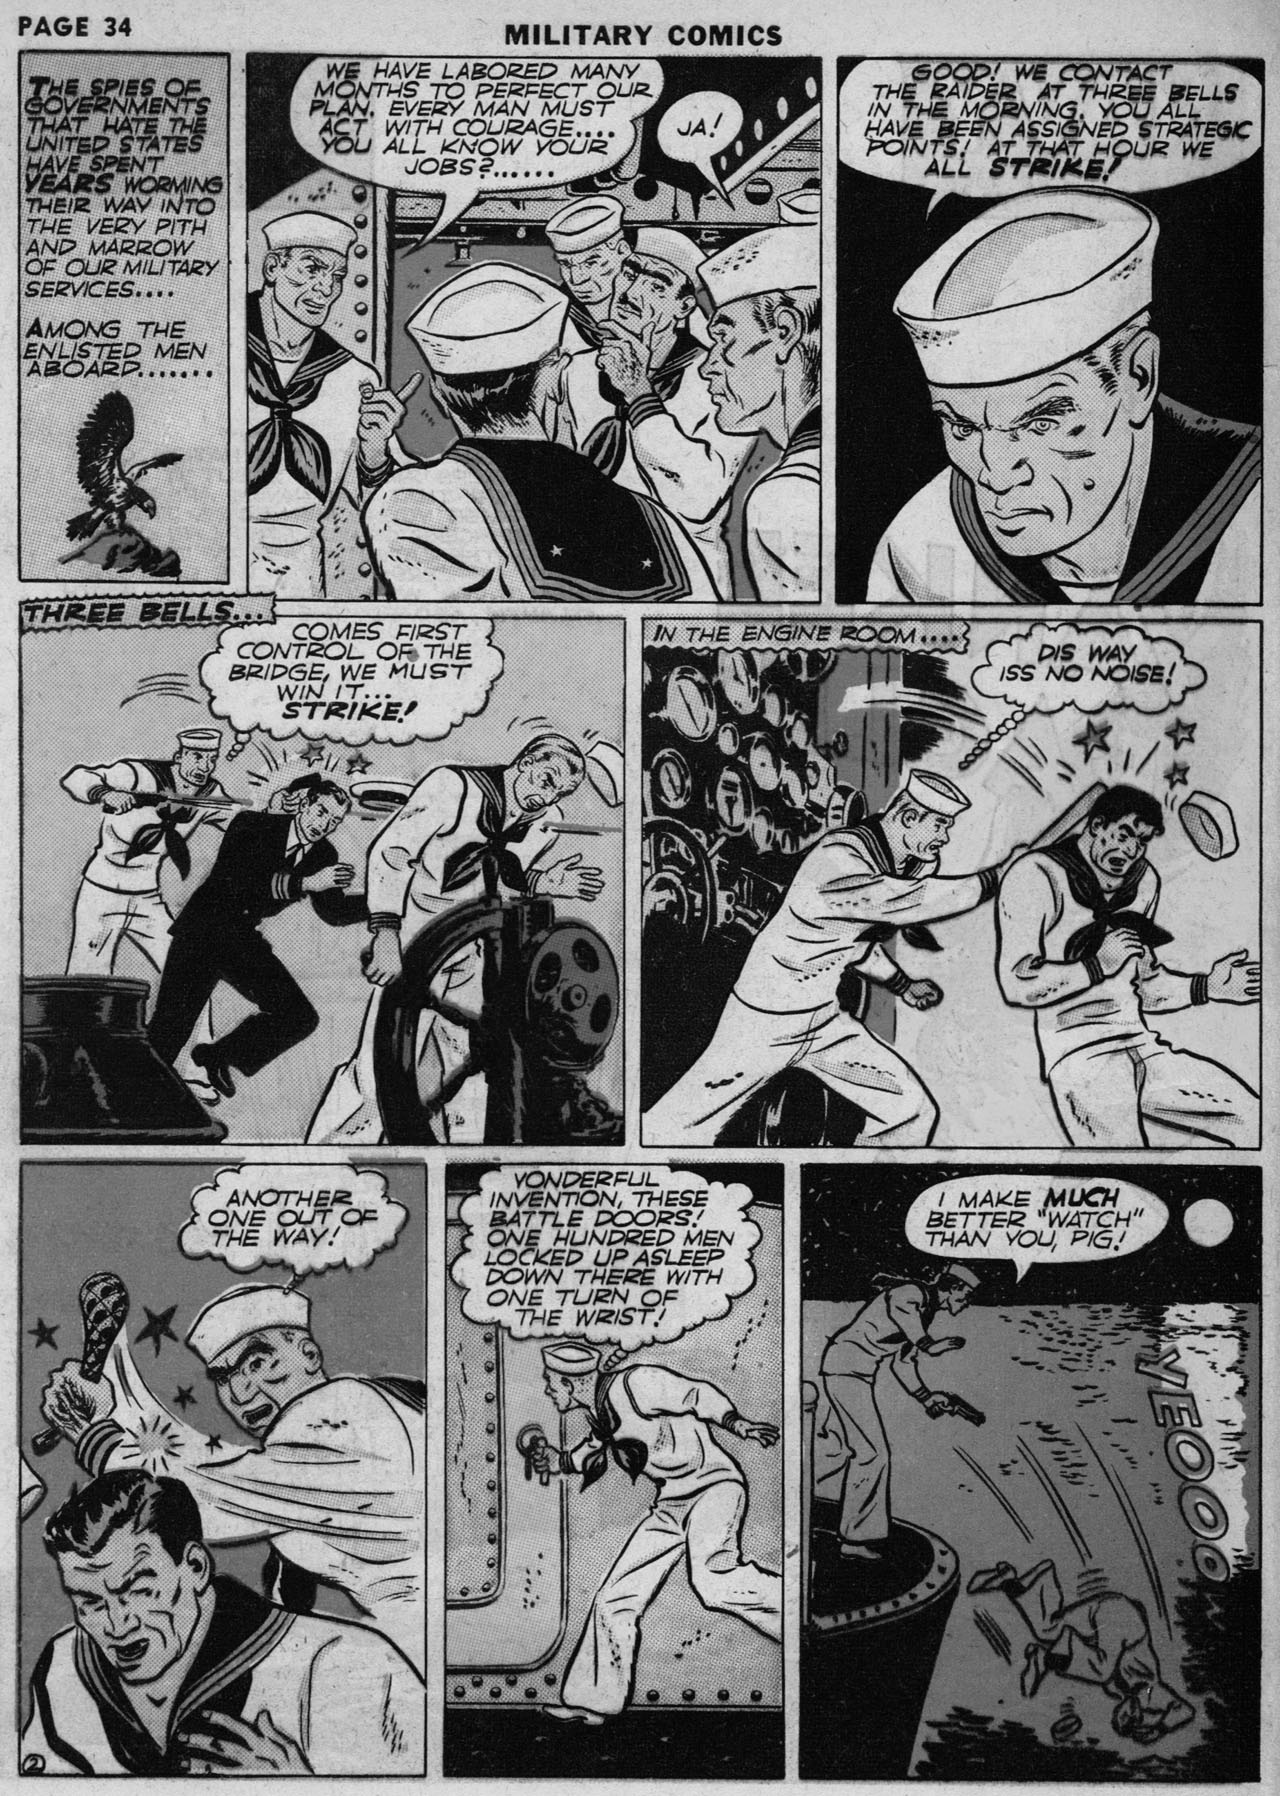 PAGE 34
MILITARY COMICS
THE SPIES OF
GOVERNMENTS
THAT HATE THE
UNITED STATES
HAVE SPENT
YEARS WORMING
THEIR WAY INTO
THE VERY PITH
AND MARROW
OF OUR MILITARY
SERVICES....
AMONG THE
ENLISTED MEN
ABOARD.......
WE HAVE LABORED MANY
MONTHS TO PERFECT OUR
PLAN. EVERY MAN MUST
ACT WITH COURAGE....
YOU ALL KNOW YOUR
JOBS?......
JA!
GOOD! WE CONTACT
THE RAIDER AT THREE BELLS
IN THE MORNING. YOU ALL
HAVE BEEN ASSIGNED STRATEGIC
POINTS! AT THAT HOUR WE
ALL STRIKE!
THREE BELLS...
COMES FIRST
CONTROL OF THE
BRIDGE, WE MUST
WIN IT...
STRIKE!
IN THE ENGINE ROOM....
DIS WAY
ISS NO NOISE!
ANOTHER
ONE OUT OF
THE WAY!
YONDERFUL
INVENTION, THESE
BATTLE DOORS!
ONE HUNDRED MEN
LOCKED UP ASLEEP
DOWN THERE WITH
ONE TURN OF
THE WRIST!
I MAKE MUCH
BETTER "WATCH"
THAN YOU, PIG!
YEOOOO
2